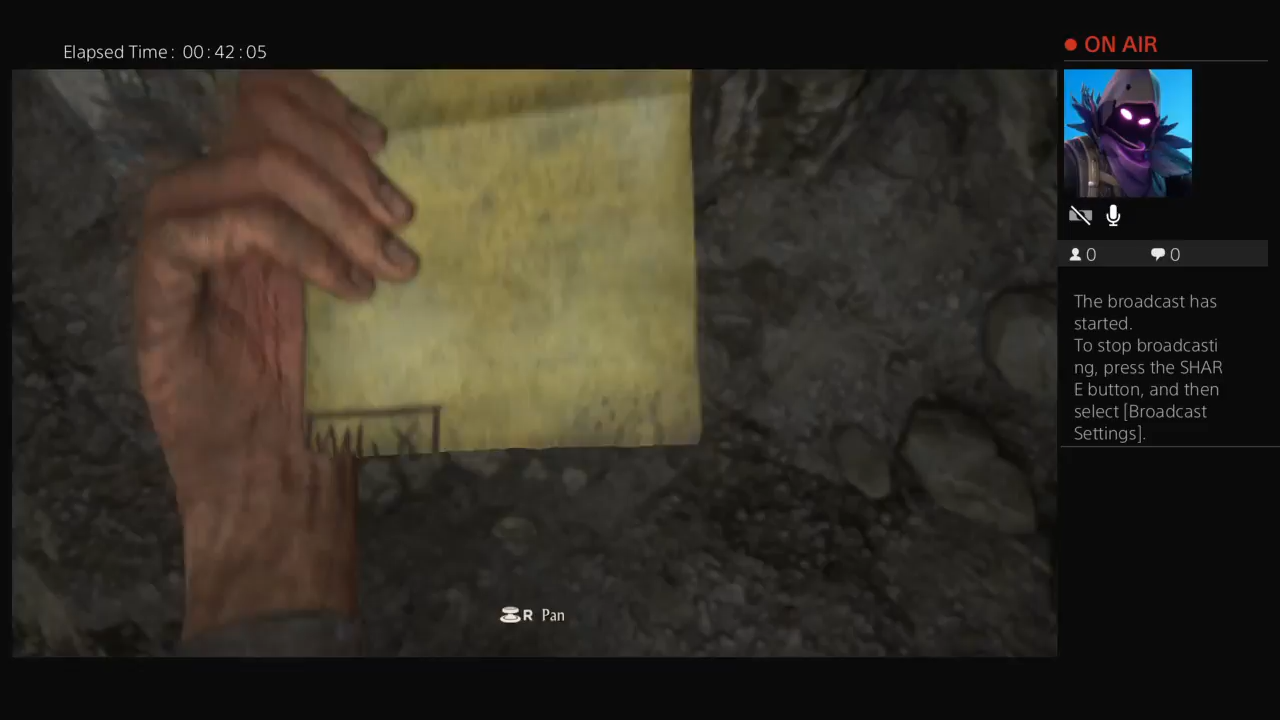 Elapsed Time: 00:42:05
ON AIR
0
0
The broadcast has
started.
To stop broadcasti
ng, press the SHAR
E button, and then
select [Broadcast
Settings].
R Pan